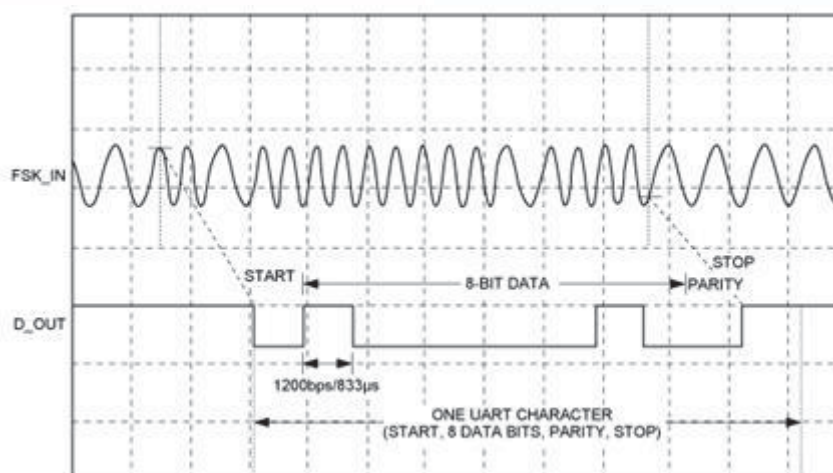 FSK_IN
START
STOP
8-BIT DATA
PARITY
D_OUT
1200bps/833µs
ONE UART CHARACTER
(START, 8 DATA BITS, PARITY, STOP)